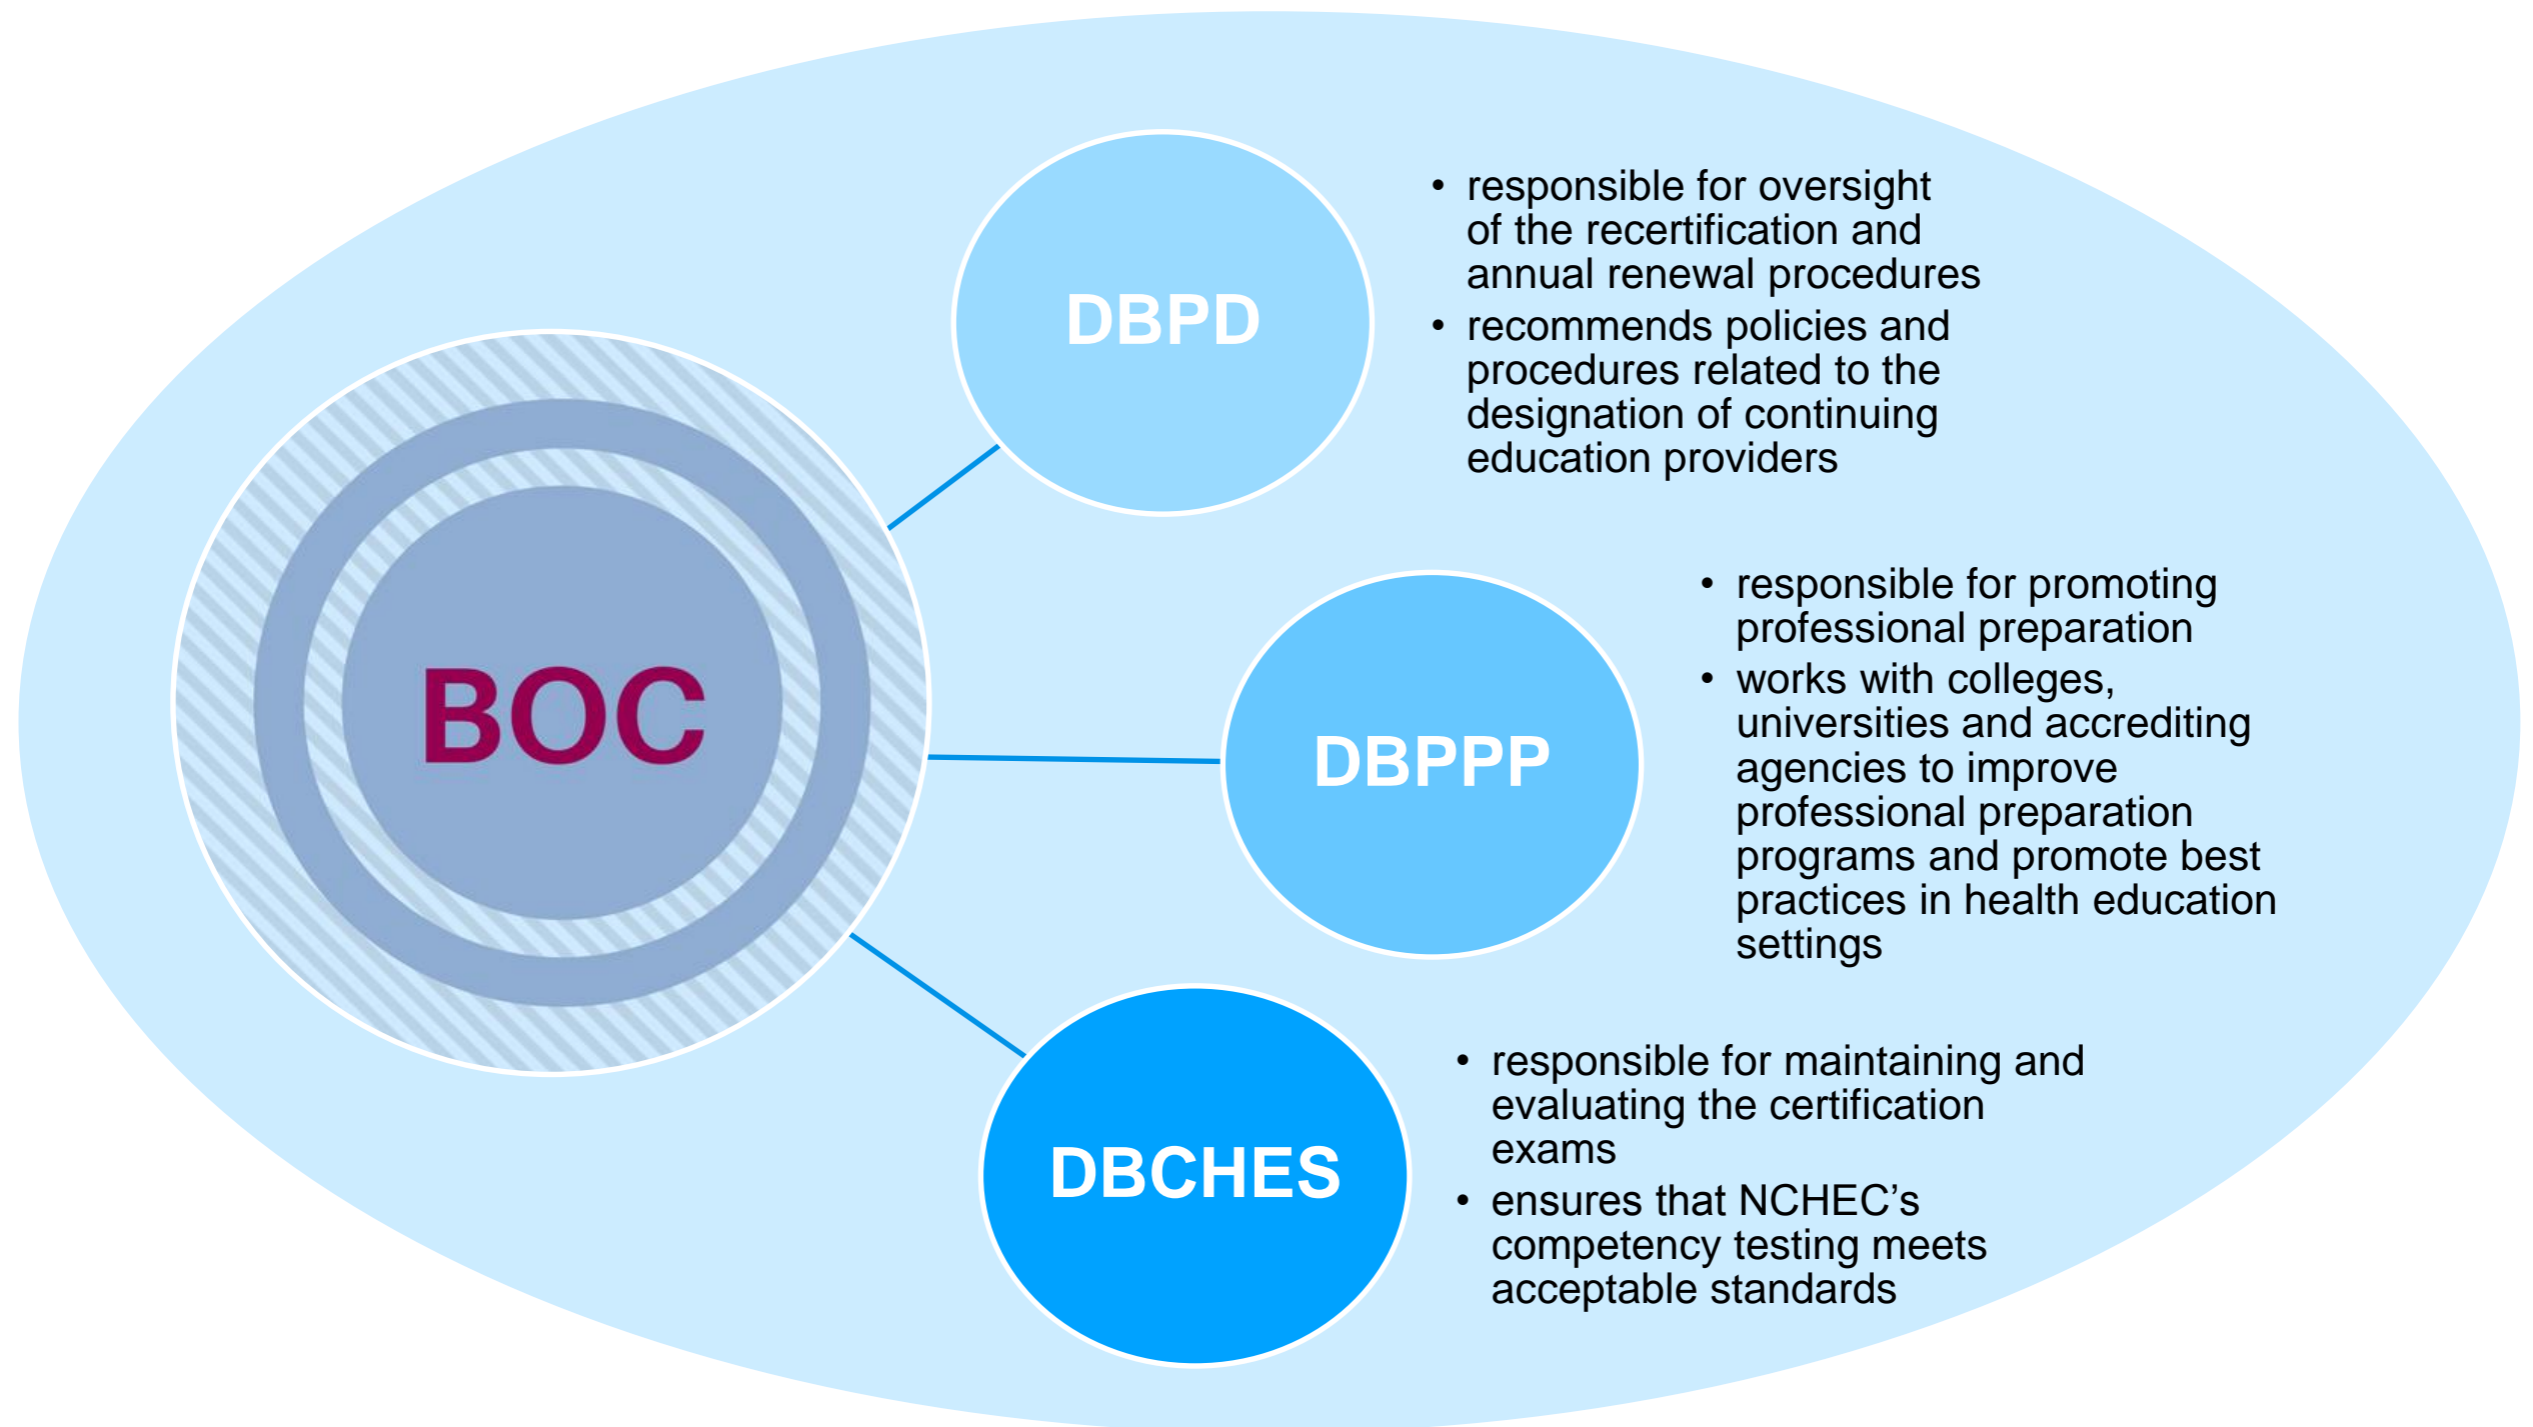 BOC
DBPD
• responsible for oversight
of the recertification and
annual renewal procedures
• recommends policies and
procedures related to the
designation of continuing
education providers
DBPPP
• responsible for promoting
professional preparation
• works with colleges,
universities and accrediting
agencies to improve
professional preparation
programs and promote best
practices in health education
settings
DBCHES
• responsible for maintaining and
evaluating the certification
exams
• ensures that NCHEC’s
competency testing meets
acceptable standards